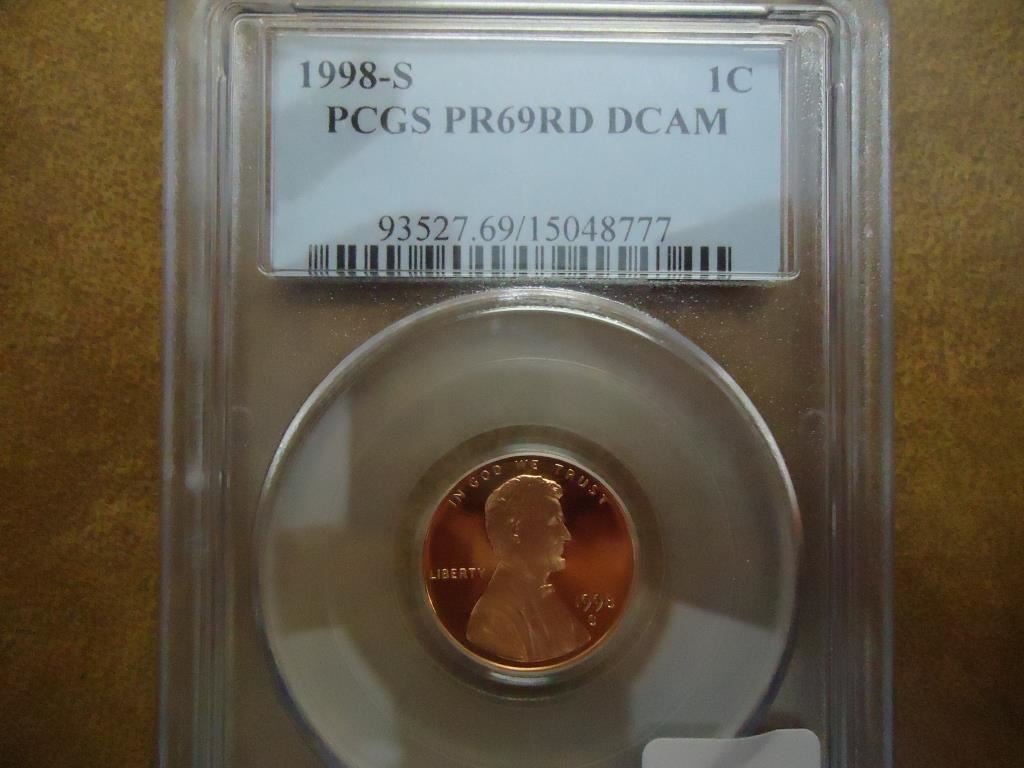 1998-S 1C
PCGS PR69RD DCAM
93527.69/15048777
IN GOD WE TRUST
LIBERTY
1998
S